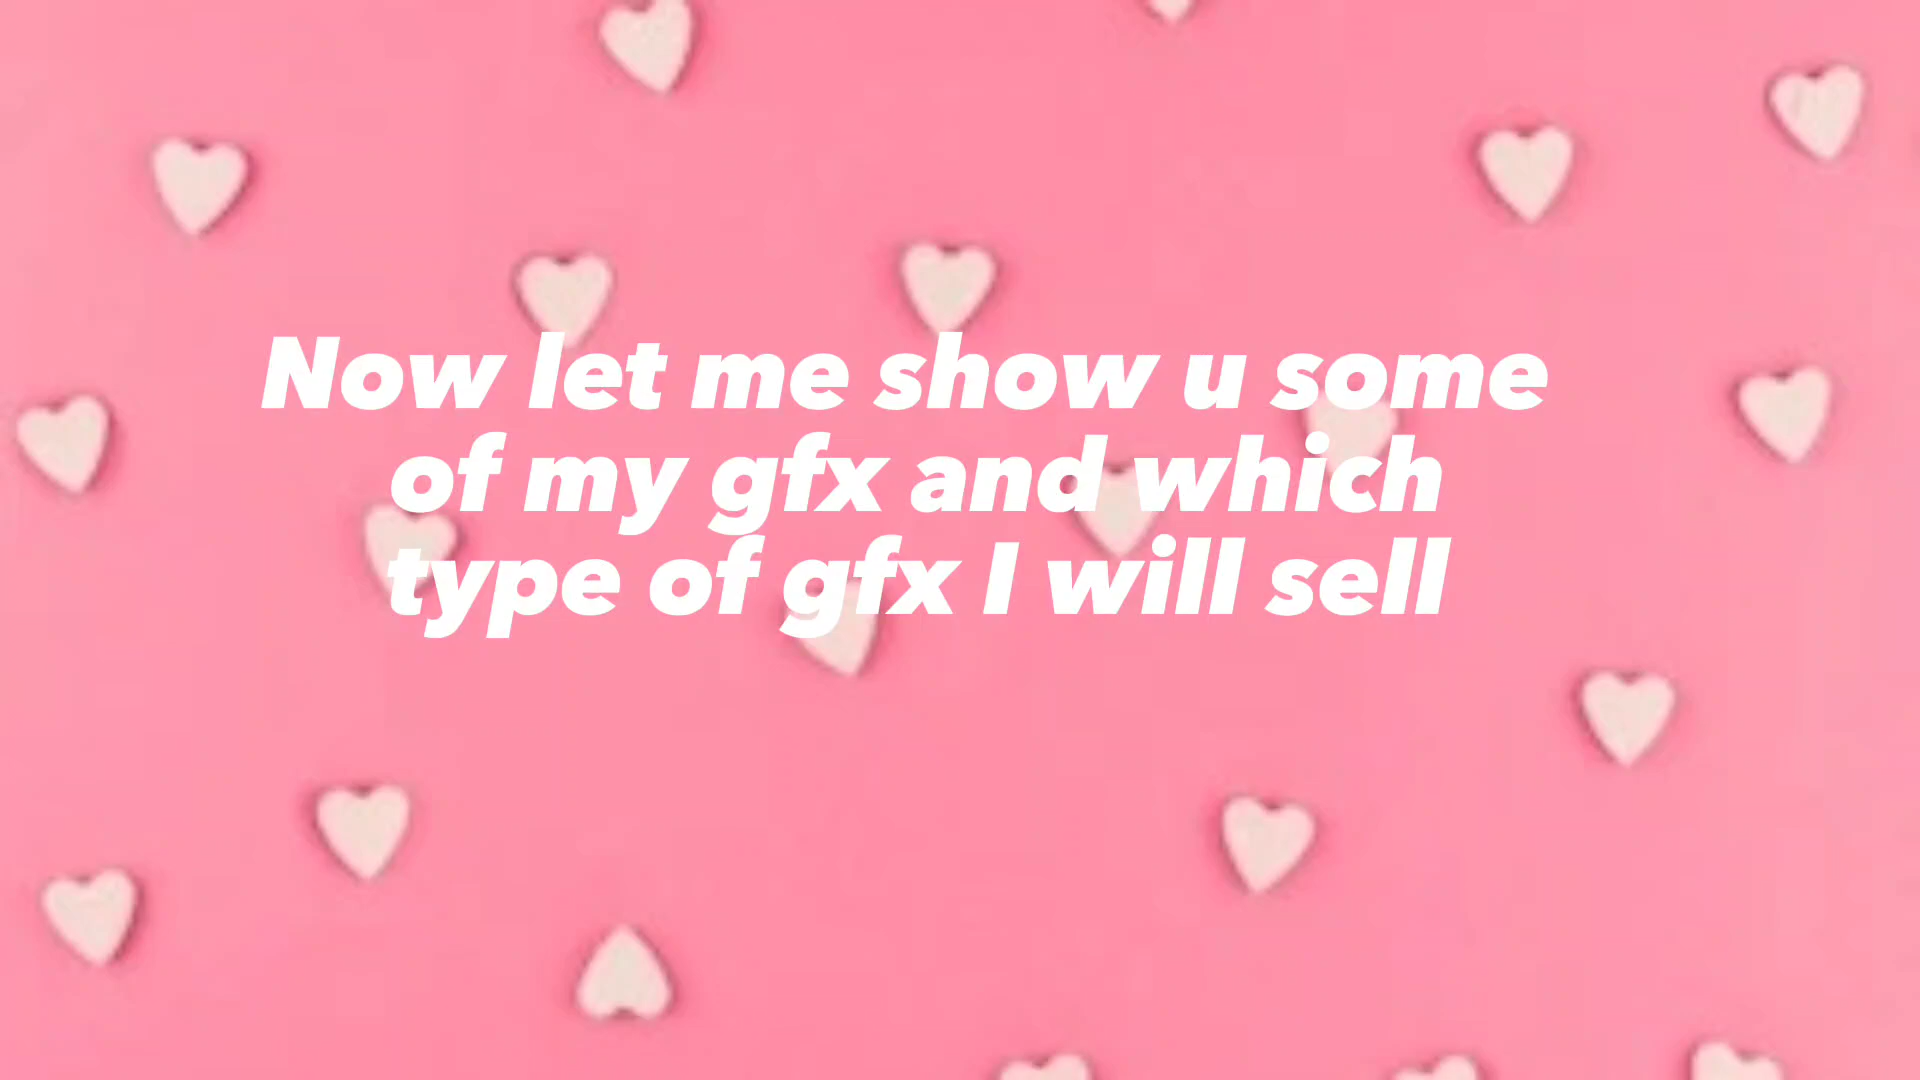 Now let me show u some
of my gfx and which
type of gfx I will sell